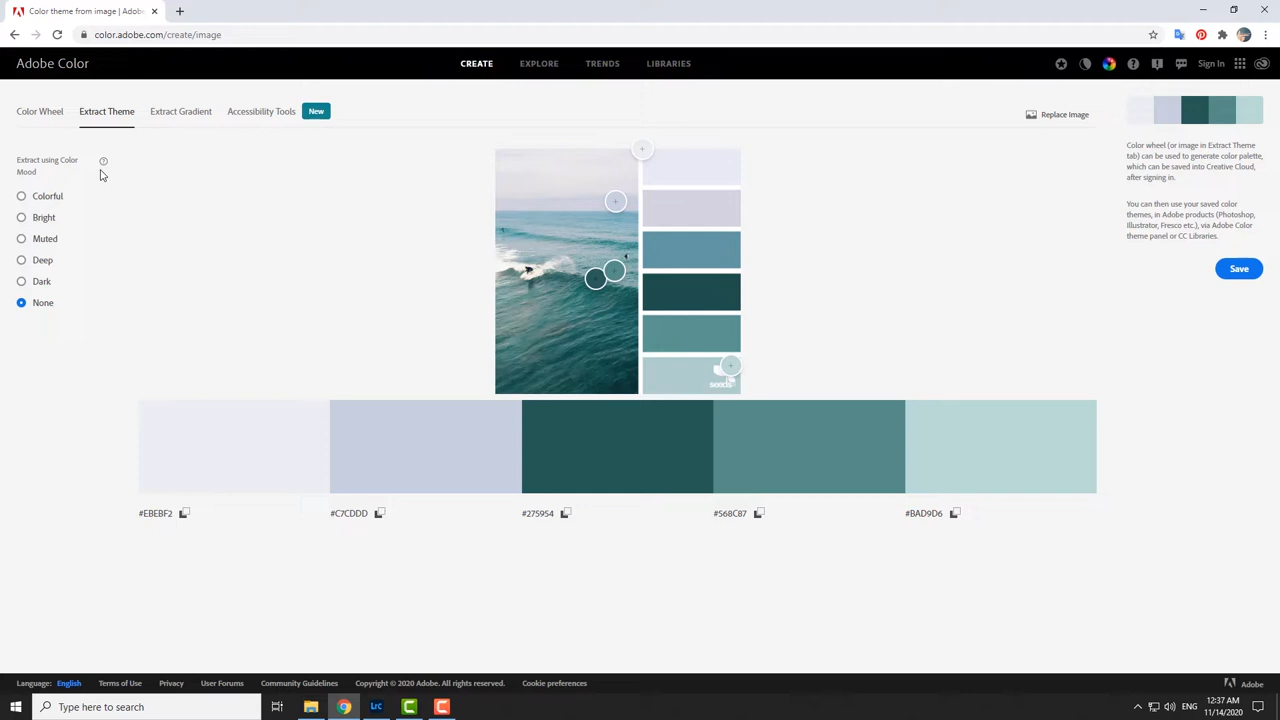 Color theme from image | Adob
color.adobe.com/create/image
Adobe Color
CREATE
EXPLORE
TRENDS
LIBRARIES
Sign In
Color Wheel
Extract Theme
Extract Gradient
Accessibility Tools
New
Replace Image
Extract using Color
Mood
Colorful
Bright
Muted
Deep
Dark
None
seeds
Color wheel (or image in Extract Theme
tab) can be used to generate color palette,
which can be saved into Creative Cloud,
after signing in.
You can then use your saved color
themes, in Adobe products (Photoshop,
Illustrator, Fresco etc.), via Adobe Color
theme panel or CC Libraries.
Save
#EBEBF2
#C7CDDD
#275954
#568C87
#BAD9D6
Language: English
Terms of Use
Privacy
User Forums
Community Guidelines
Copyright © 2020 Adobe. All rights reserved.
Cookie preferences
Adobe
Type here to search
Lrc
ENG
12:37 AM
11/14/2020